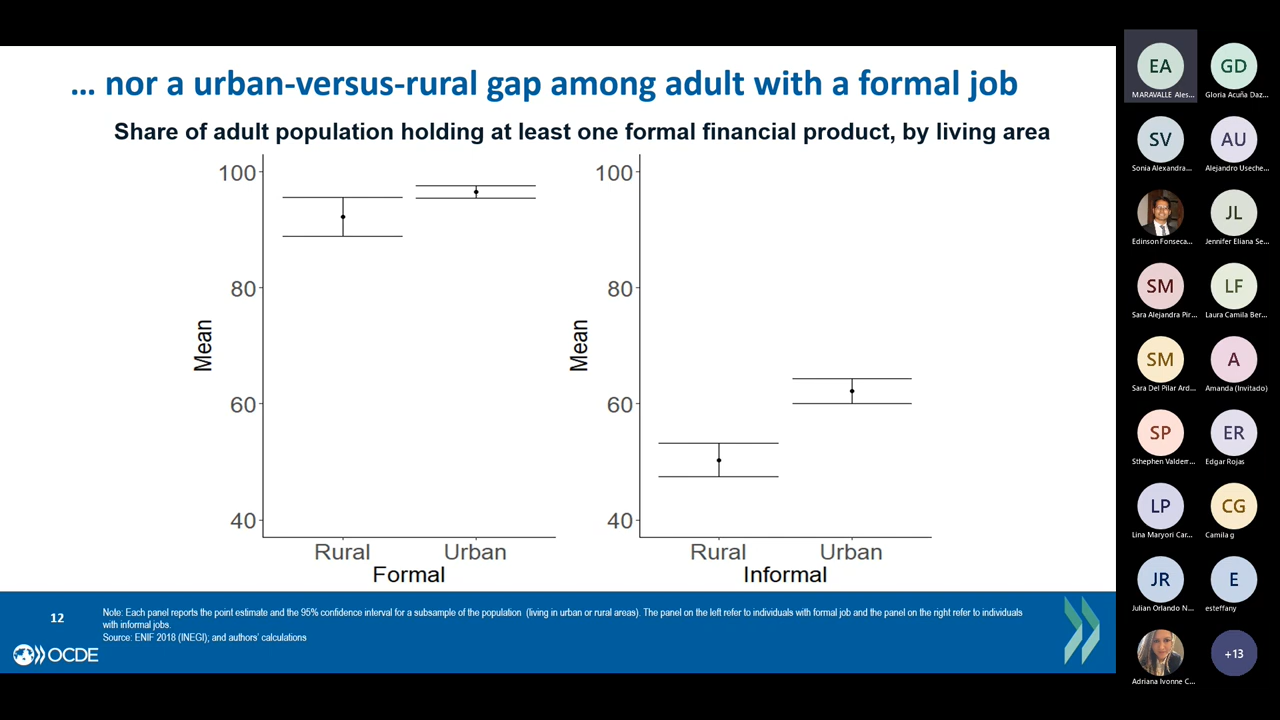 ... nor a urban-versus-rural gap among adult with a formal job
Share of adult population holding at least one formal financial product, by living area
100
80
60
40
Mean
Rural
Urban
Formal
100
80
60
40
Mean
Rural
Urban
Informal
12
Note: Each panel reports the point estimate and the 95% confidence interval for a subsample of the population (living in urban or rural areas). The panel on the left refer to individuals with formal job and the panel on the right refer to individuals
with informal jobs.
Source: ENIF 2018 (INEGI); and authors' calculations
OCDE
EA
MARAVALLE Ales...
GD
Gloria Acuña Daz...
SV
Sonia Alexandra...
AU
Alejandro Useche...
Edinson Fonseca...
JL
Jennifer Eliana Se...
SM
Sara Alejandra Pir...
LF
Laura Camila Ber...
SM
Sara Del Pilar Ard...
A
Amanda (Invitado)
SP
Sthephen Valderr...
ER
Edgar Rojas
LP
Lina Maryori Car...
CG
Camila g
JR
Julian Orlando N...
E
esteffany
Adriana Ivonne C...
+13